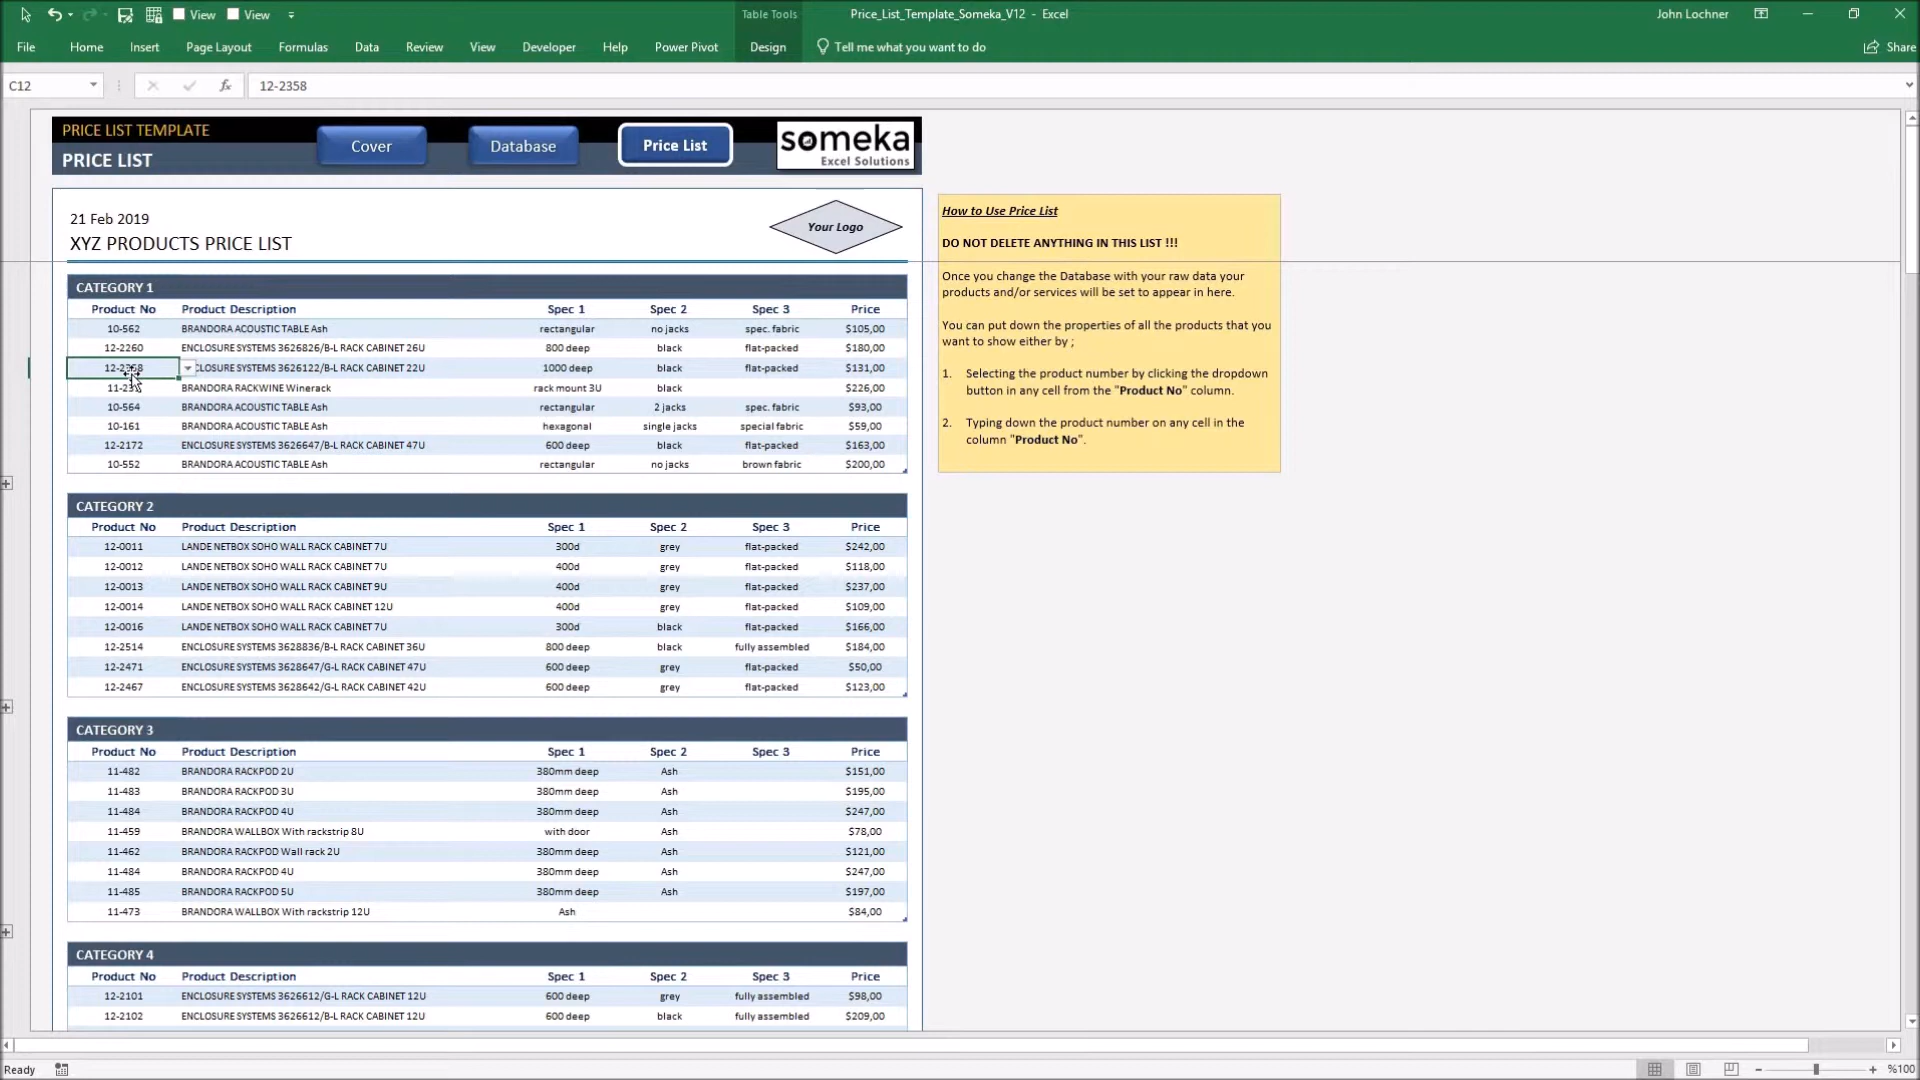 View View Table Tools Price_List_Template_Someka_V12 - Excel John Lochner
File Home Insert Page Layout Formulas Data Review View Developer Help Power Pivot Design Tell me what you want to do Share
C12 fx 12-2358
PRICE LIST TEMPLATE
PRICE LIST
Cover Database Price List
someka
Excel Solutions
21 Feb 2019
XYZ PRODUCTS PRICE LIST
Your Logo
CATEGORY 1
Product No Product Description Spec 1 Spec 2 Spec 3 Price
10-562 BRANDORA ACOUSTIC TABLE Ash rectangular no jacks spec. fabric $105,00
12-2260 ENCLOSURE SYSTEMS 3626826/B-L RACK CABINET 26U 800 deep black flat-packed $180,00
12-2358 CLOSURE SYSTEMS 3626122/B-L RACK CABINET 22U 1000 deep black flat-packed $131,00
BRANDORA RACKWINE Winerack rack mount 3U black $226,00
10-564 BRANDORA ACOUSTIC TABLE Ash rectangular 2 jacks spec. fabric $93,00
10-161 BRANDORA ACOUSTIC TABLE Ash hexagonal single jacks special fabric $59,00
12-2172 ENCLOSURE SYSTEMS 3626647/B-L RACK CABINET 47U 600 deep black flat-packed $163,00
10-552 BRANDORA ACOUSTIC TABLE Ash rectangular no jacks brown fabric $200,00
CATEGORY 2
Product No Product Description Spec 1 Spec 2 Spec 3 Price
12-0011 LANDE NETBOX SOHO WALL RACK CABINET 7U 300d grey flat-packed $242,00
12-0012 LANDE NETBOX SOHO WALL RACK CABINET 7U 400d grey flat-packed $118,00
12-0013 LANDE NETBOX SOHO WALL RACK CABINET 9U 400d grey flat-packed $237,00
12-0014 LANDE NETBOX SOHO WALL RACK CABINET 12U 400d grey flat-packed $109,00
12-0016 LANDE NETBOX SOHO WALL RACK CABINET 7U 300d black flat-packed $166,00
12-2514 ENCLOSURE SYSTEMS 3628836/B-L RACK CABINET 36U 800 deep black fully assembled $184,00
12-2471 ENCLOSURE SYSTEMS 3628647/G-L RACK CABINET 47U 600 deep grey flat-packed $50,00
12-2467 ENCLOSURE SYSTEMS 3628642/G-L RACK CABINET 42U 600 deep grey flat-packed $123,00
CATEGORY 3
Product No Product Description Spec 1 Spec 2 Spec 3 Price
11-482 BRANDORA RACKPOD 2U 380mm deep Ash $151,00
11-483 BRANDORA RACKPOD 3U 380mm deep Ash $195,00
11-484 BRANDORA RACKPOD 4U 380mm deep Ash $247,00
11-459 BRANDORA WALLBOX With rackstrip 8U with door Ash $78,00
11-462 BRANDORA RACKPOD Wall rack 2U 380mm deep Ash $121,00
11-484 BRANDORA RACKPOD 4U 380mm deep Ash $247,00
11-485 BRANDORA RACKPOD 5U 380mm deep Ash $197,00
11-473 BRANDORA WALLBOX With rackstrip 12U Ash $84,00
CATEGORY 4
Product No Product Description Spec 1 Spec 2 Spec 3 Price
12-2101 ENCLOSURE SYSTEMS 3626612/G-L RACK CABINET 12U 600 deep grey fully assembled $98,00
12-2102 ENCLOSURE SYSTEMS 3626612/B-L RACK CABINET 12U 600 deep black fully assembled $209,00
How to Use Price List
DO NOT DELETE ANYTHING IN THIS LIST !!!
Once you change the Database with your raw data your
products and/or services will be set to appear in here.
You can put down the properties of all the products that you
want to show either by ;
1. Selecting the product number by clicking the dropdown
button in any cell from the "Product No" column.
2. Typing down the product number on any cell in the
column "Product No".
Ready %100